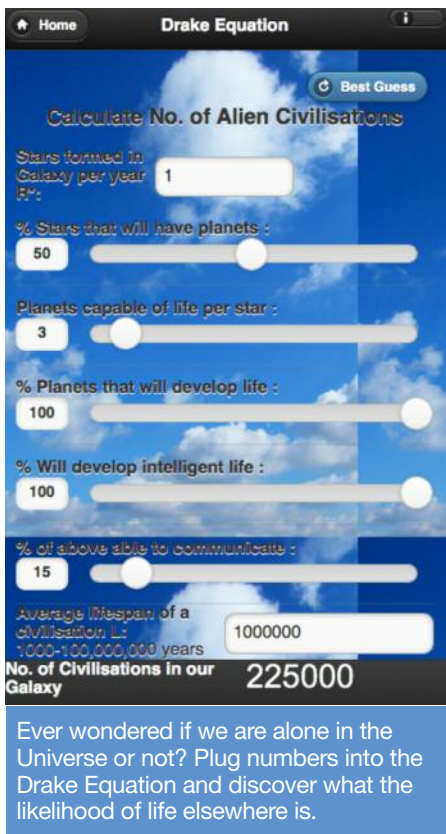 Home
Drake Equation
i
Best Guess
Calculate No. of Alien Civilisations
Stars formed in
Galaxy per year
R*:
1
% Stars that will have planets :
50
Planets capable of life per star :
3
% Planets that will develop life :
100
% Will develop intelligent life :
100
% of above able to communicate :
15
Average lifespan of a
civilisation L:
1000-100,000,000 years
1000000
No. of Civilisations in our
Galaxy
225000
Ever wondered if we are alone in the
Universe or not? Plug numbers into the
Drake Equation and discover what the
likelihood of life elsewhere is.